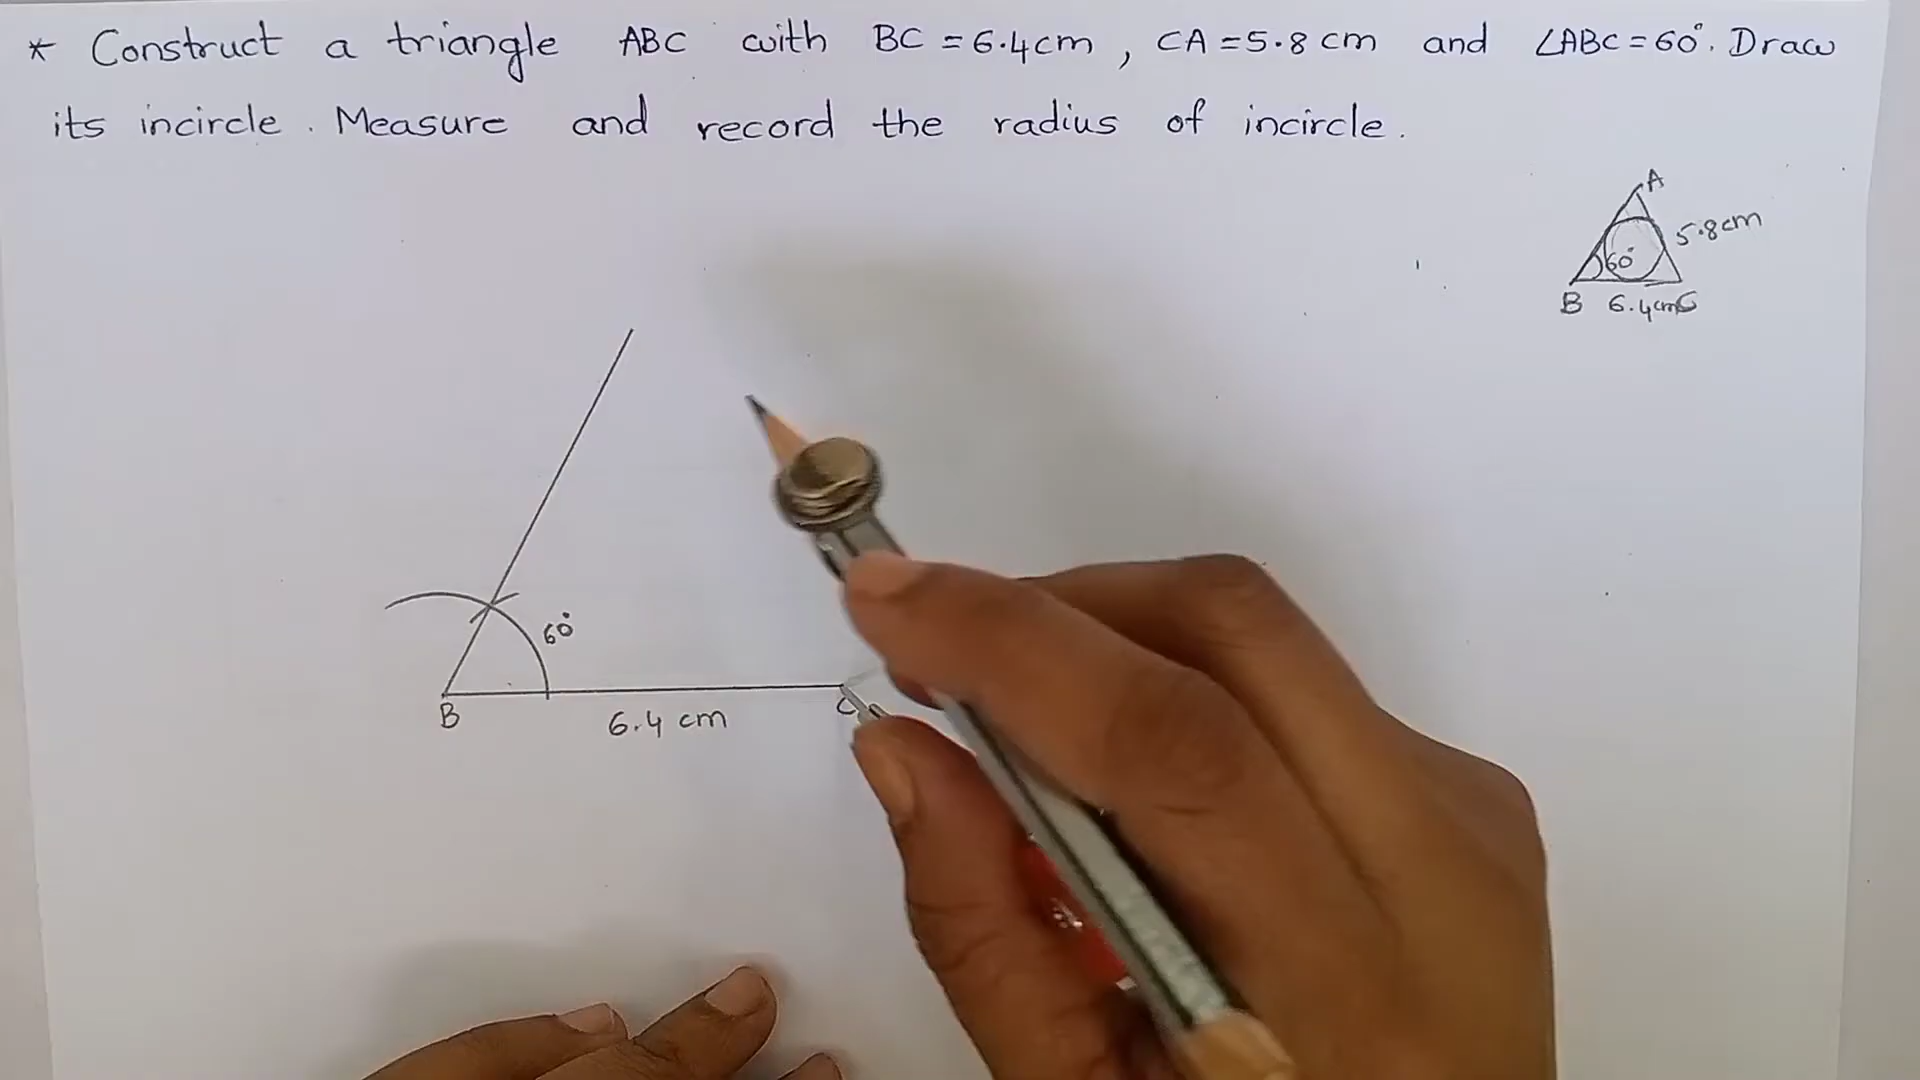 * Construct a triangle ABC with BC = 6.4cm, CA = 5.8 cm and ∠ABC = 60°. Draw
its incircle. Measure and record the radius of incircle.
A
5.8cm
60°
B 6.4cm C
60°
B 6.4 cm C